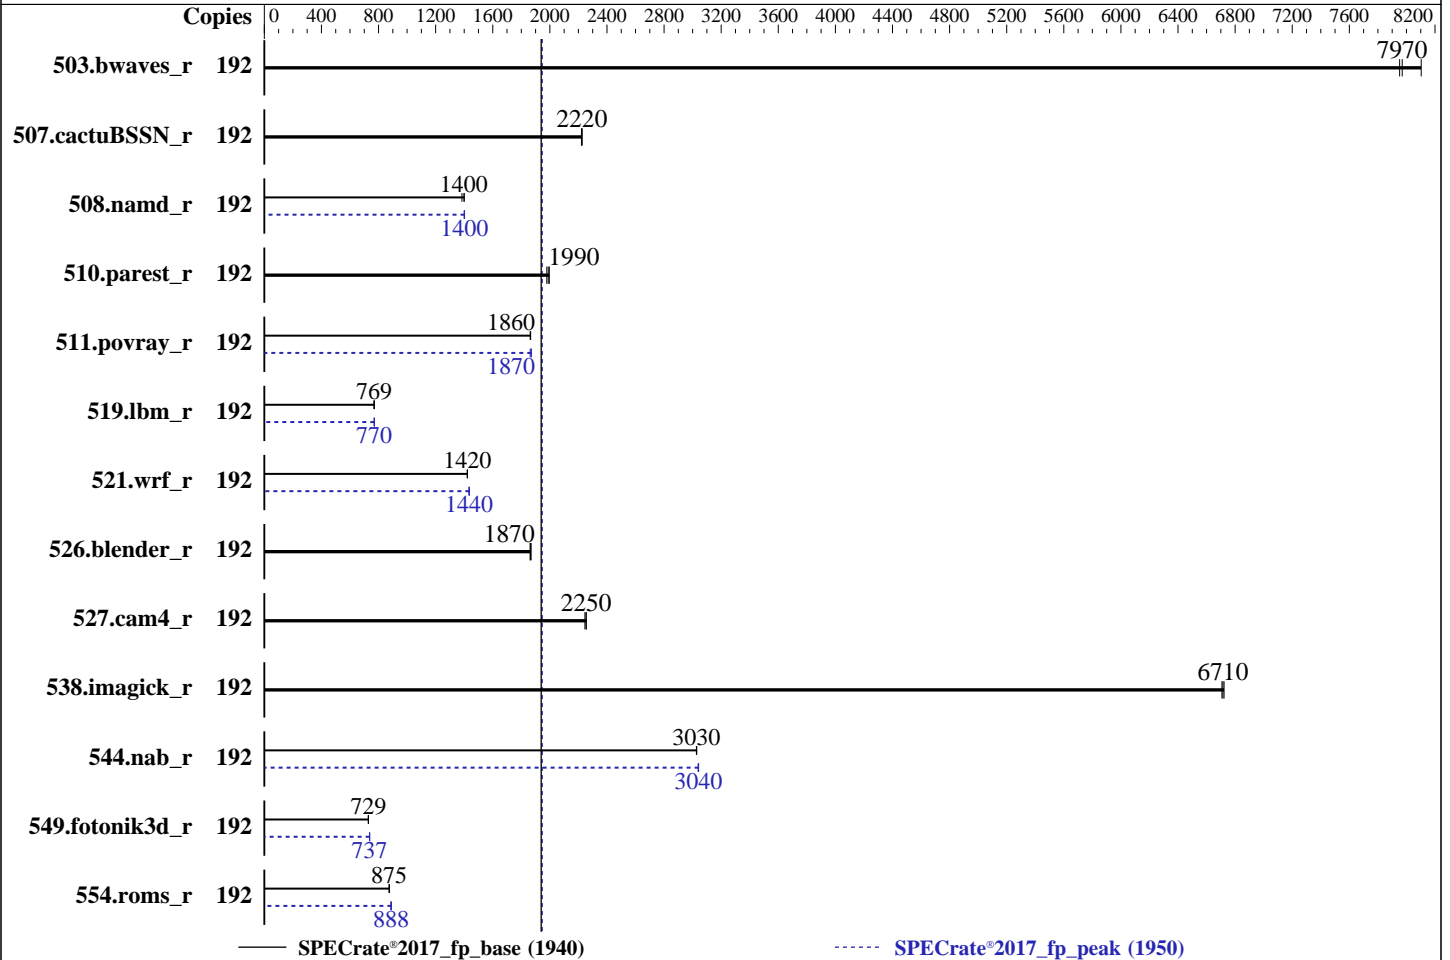 Copies 0 400 800 1200 1600 2000 2400 2800 3200 3600 4000 4400 4800 5200 5600 6000 6400 6800 7200 7600 8200
503.bwaves_r 192 7970
507.cactuBSSN_r 192 2220
508.namd_r 192 1400
1400
510.parest_r 192 1990
511.povray_r 192 1860
1870
519.lbm_r 192 769
770
521.wrf_r 192 1420
1440
526.blender_r 192 1870
527.cam4_r 192 2250
538.imagick_r 192 6710
544.nab_r 192 3030
3040
549.fotonik3d_r 192 729
737
554.roms_r 192 875
888
SPECrate®2017_fp_base (1940) SPECrate®2017_fp_peak (1950)